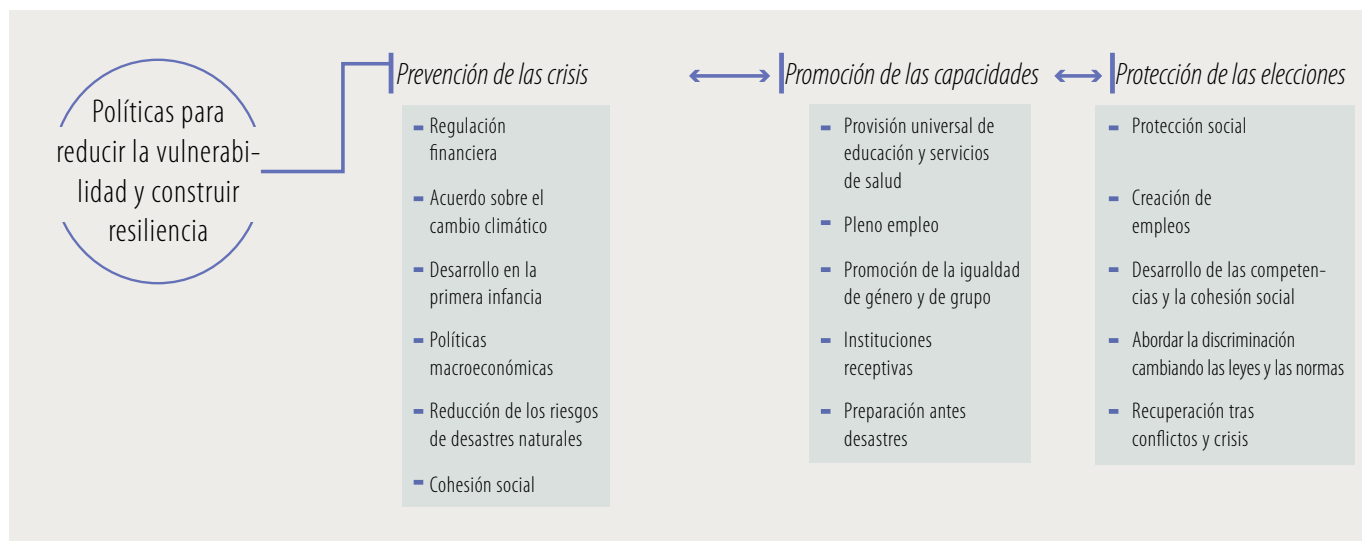 Políticas para
reducir la vulnerabi-
lidad y construir
resiliencia
Prevención de las crisis
Regulación
financiera
Acuerdo sobre el
cambio climático
Desarrollo en la
primera infancia
Políticas
macroeconómicas
Reducción de los riesgos
de desastres naturales
Cohesión social
Promoción de las capacidades
Provisión universal de
educación y servicios
de salud
Pleno empleo
Promoción de la igualdad
de género y de grupo
Instituciones
receptivas
Preparación antes
desastres
Protección de las elecciones
Protección social
Creación de
empleos
Desarrollo de las competen-
cias y la cohesión social
Abordar la discriminación
cambiando las leyes y las normas
Recuperación tras
conflictos y crisis